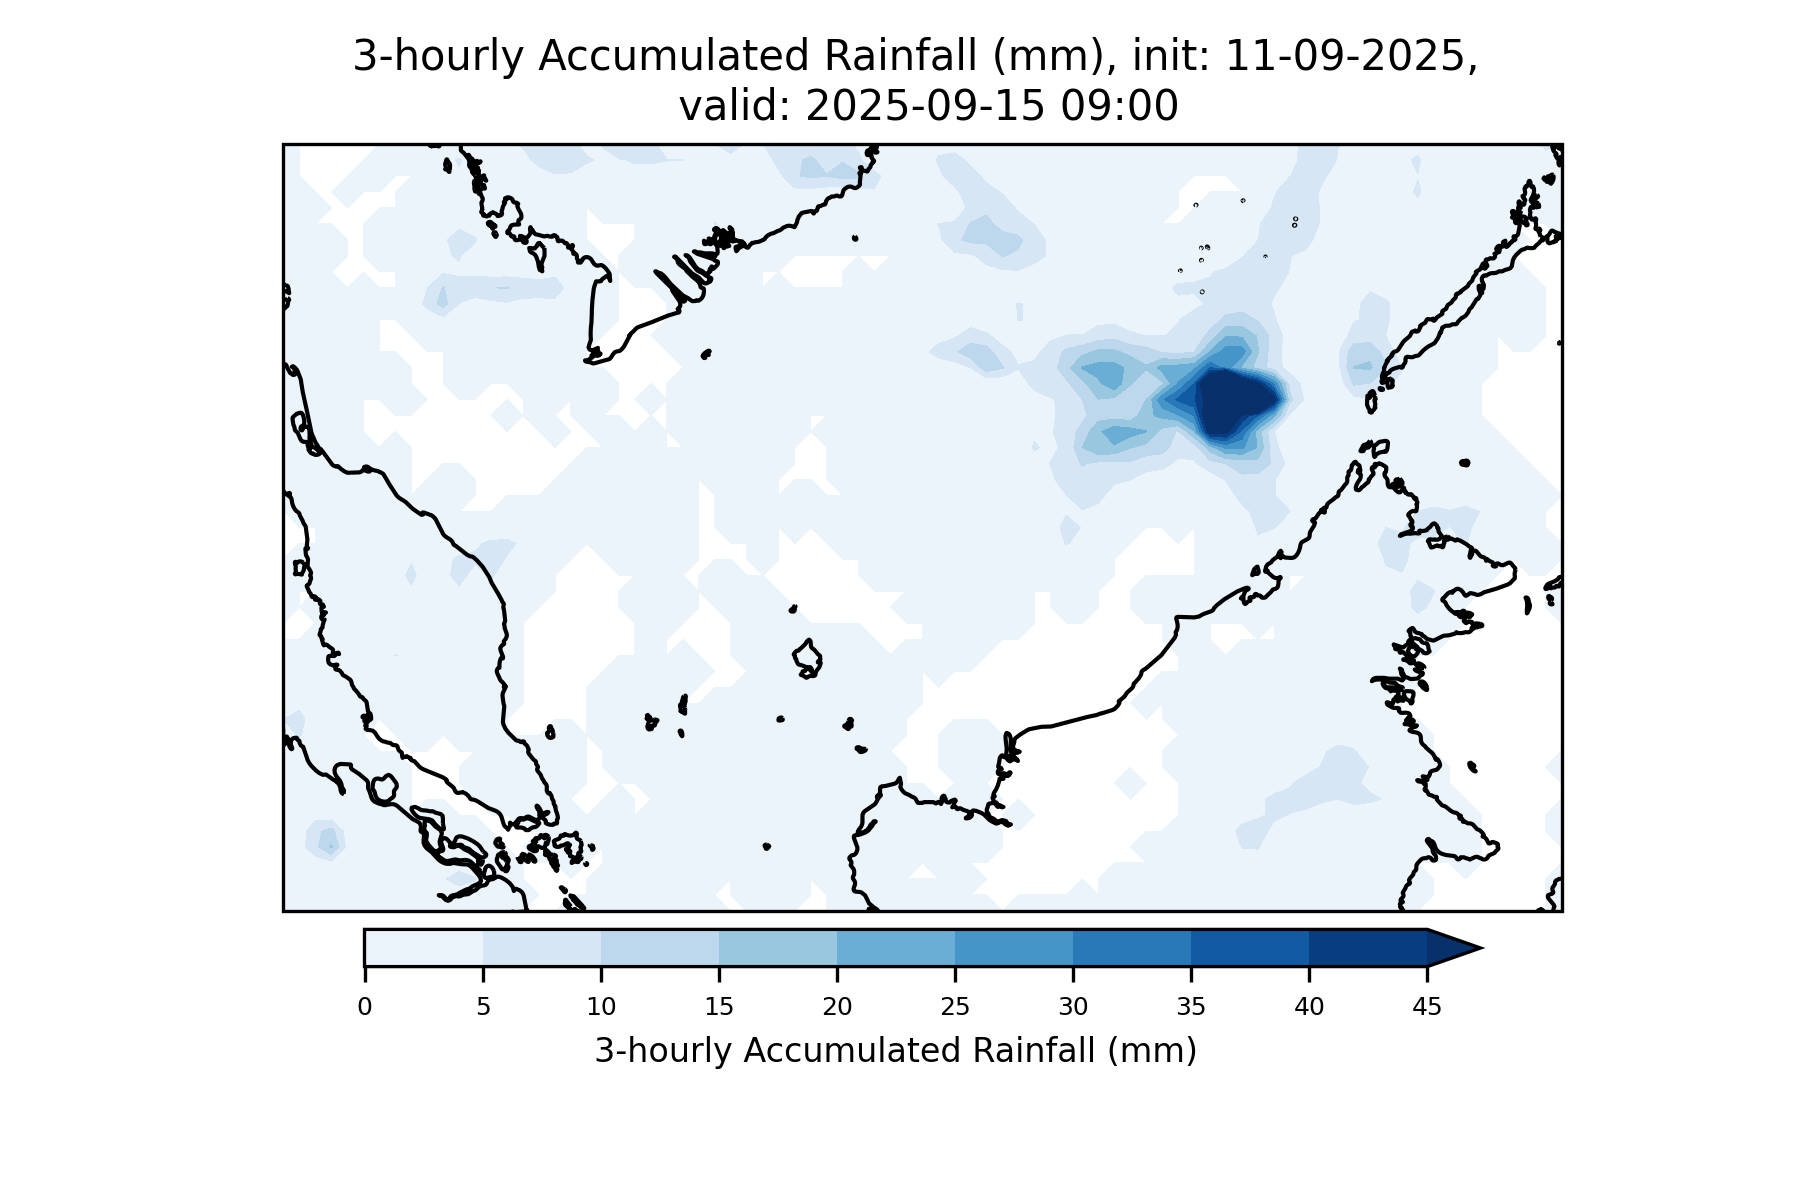 3-hourly Accumulated Rainfall (mm), init: 11-09-2025,
valid: 2025-09-15 09:00
0 5 10 15 20 25 30 35 40 45
3-hourly Accumulated Rainfall (mm)